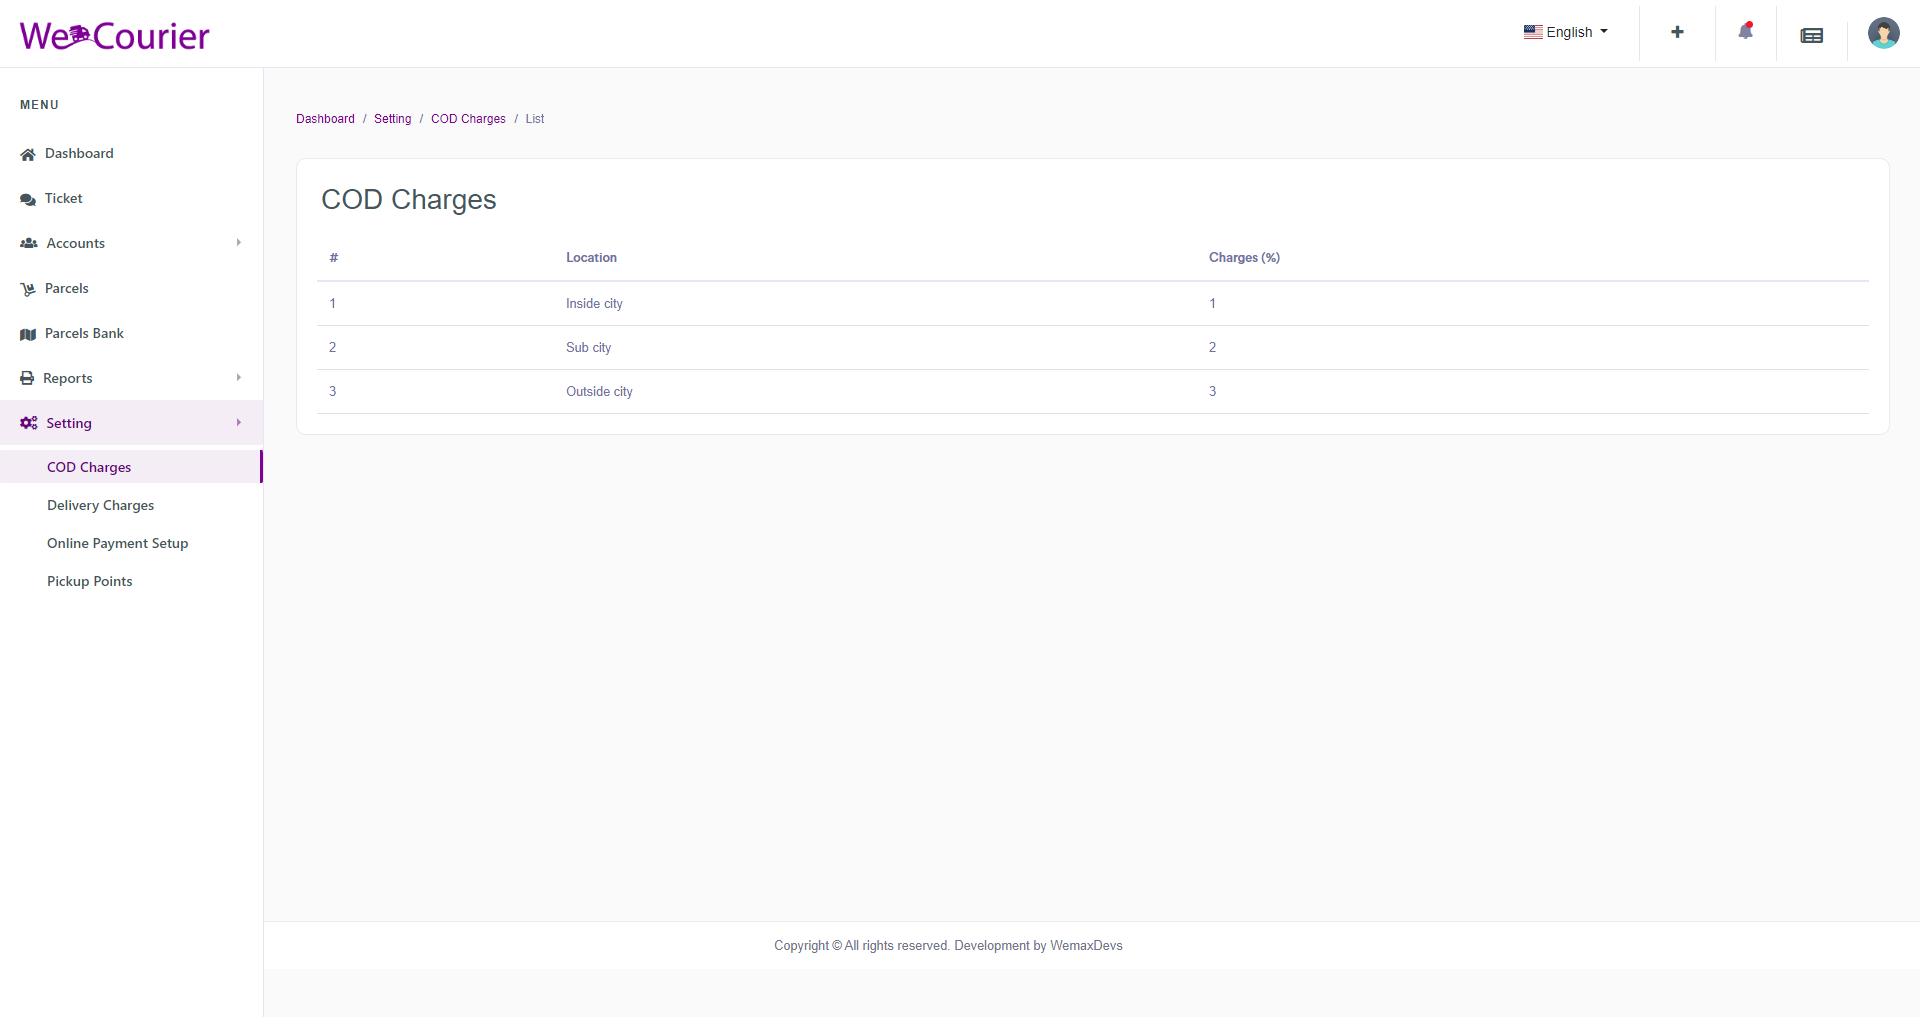 We Courier
English
MENU
Dashboard
Ticket
Accounts
Parcels
Parcels Bank
Reports
Setting
COD Charges
Delivery Charges
Online Payment Setup
Pickup Points
Dashboard / Setting / COD Charges / List
COD Charges
# Location Charges (%)
1 Inside city 1
2 Sub city 2
3 Outside city 3
Copyright © All rights reserved. Development by WemaxDevs